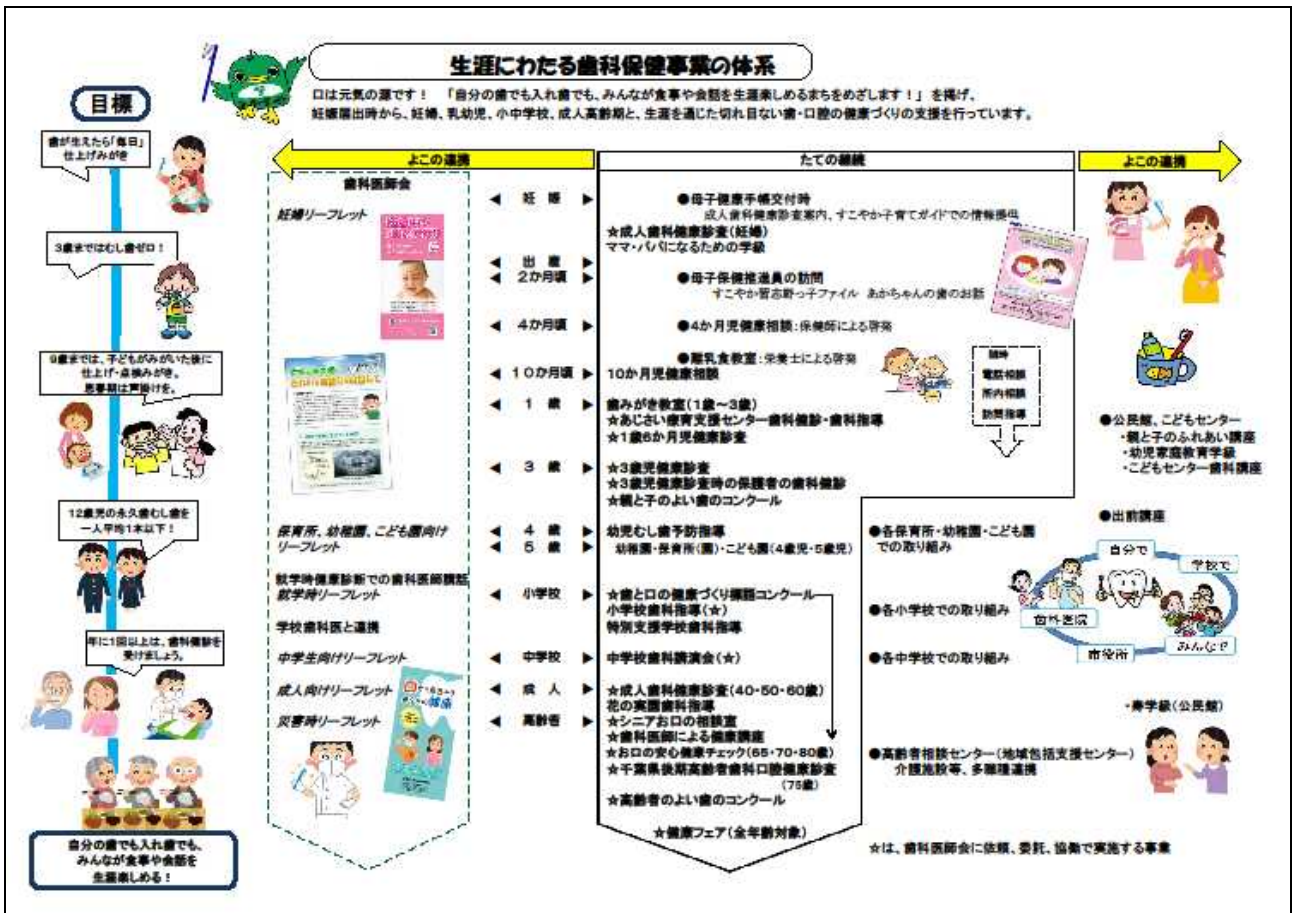 生涯にわたる歯科保健事業の体系
口は元気の源です！　「自分の歯でも入れ歯でも、みんなが食事や会話を生涯楽しめるまちをめざします！」を掲げ、
妊娠届出時から、妊婦、乳幼児、小中学校、成人高齢期と、生涯を通じた切れ目ない歯・口腔の健康づくりの支援を行っています。
目標
歯が生えたら「毎日」
仕上げみがき
3歳まではむし歯ゼロ！
9歳までは、子どもがみがいた後に
仕上げ・点検みがき。
思春期は声掛けを。
12歳児の永久歯むし歯を
一人平均1本以下！
年に1回以上は、歯科健診を
受けましょう。
自分の歯でも入れ歯でも、
みんなが食事や会話を
生涯楽しめる！
よこの連携
歯科医師会
妊婦リーフレット
保育所、幼稚園、こども園向け
リーフレット
就学時健康診断での歯科医師講話
就学時リーフレット
学校歯科医と連携
中学生向けリーフレット
成人向けリーフレット
災害時リーフレット
◀ 妊娠 ▶
◀ 出産 ▶
◀ 2か月頃 ▶
◀ 4か月頃 ▶
◀ 10か月頃 ▶
◀ 1歳 ▶
◀ 3歳 ▶
◀ 4歳 ▶
◀ 5歳 ▶
◀ 小学校 ▶
◀ 中学校 ▶
◀ 成人 ▶
◀ 高齢者 ▶
たての継続
●母子健康手帳交付時
成人歯科健康診査案内、すこやか子育てガイドでの情報提供
★成人歯科健康診査(妊婦)
ママ・パパになるための学級
●母子保健推進員の訪問
すこやか習志野っ子ファイル　あかちゃんの歯のお話
●4か月児健康相談：保健師による啓発
●離乳食教室：栄養士による啓発
10か月児健康相談
歯みがき教室(1歳～3歳)
★あじさい療育支援センター歯科健診・歯科指導
★1歳6か月児健康診査
★3歳児健康診査
★3歳児健康診査時の保護者の歯科健診
★親と子のよい歯のコンクール
幼児むし歯予防指導
幼稚園・保育所(園)・こども園(4歳児・5歳児)
★歯と口の健康づくり標語コンクール
小学校歯科指導(★)
特別支援学校歯科指導
中学校歯科講演会(★)
★成人歯科健康診査(40・50・60歳)
花の実園歯科指導
★シニアお口の相談室
★歯科医師による健康講座
★お口の安心健康チェック(65・70・80歳)
★千葉県後期高齢者歯科口腔健康診査
(75歳)
★高齢者のよい歯のコンクール
★健康フェア(全年齢対象)
随時
電話相談
所内相談
訪問指導
よこの連携
●公民館、こどもセンター
・親と子のふれあい講座
・幼児家庭教育学級
・こどもセンター歯科講座
●出前講座
●各保育所・幼稚園・こども園
での取り組み
●各小学校での取り組み
●各中学校での取り組み
自分で
学校で
歯科医院
市役所
みんなで
・寿学級(公民館)
●高齢者相談センター(地域包括支援センター)
介護施設等、多職種連携
☆は、歯科医師会に依頼、委託、協働で実施する事業